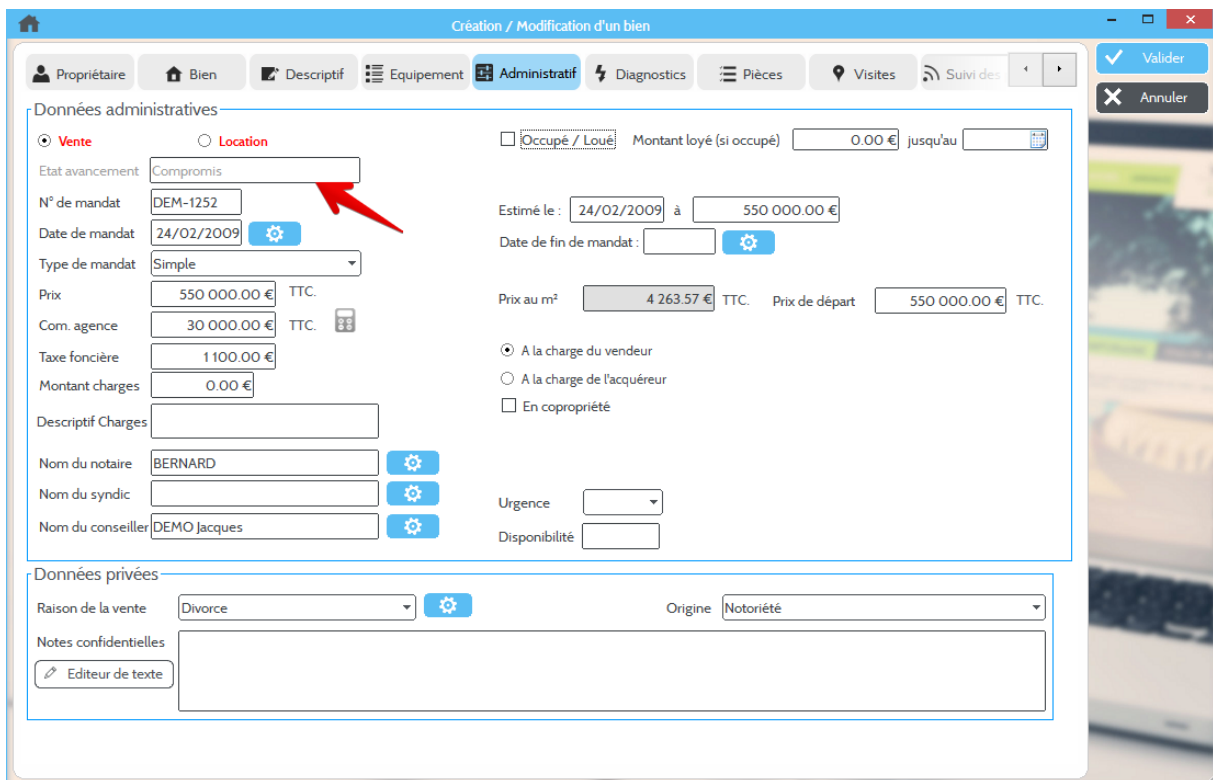 Création / Modification d'un bien
Propriétaire Bien Descriptif Equipement Administratif Diagnostics Pièces Visites Suivi des
Valider
Annuler
Données administratives
Vente Location Occupé / Loué Montant loyé (si occupé) 0.00 € jusqu'au
Etat avancement Compromis
N° de mandat DEM-1252 Estimé le : 24/02/2009 à 550 000.00 €
Date de mandat 24/02/2009 Date de fin de mandat :
Type de mandat Simple
Prix 550 000.00 € TTC. Prix au m² 4 263.57 € TTC. Prix de départ 550 000.00 € TTC.
Com. agence 30 000.00 € TTC.
Taxe foncière 1 100.00 € A la charge du vendeur
Montant charges 0.00 € A la charge de l'acquéreur
En copropriété
Descriptif Charges
Nom du notaire BERNARD
Nom du syndic Urgence
Nom du conseiller DEMO Jacques Disponibilité
Données privées
Raison de la vente Divorce Origine Notoriété
Notes confidentielles
Editeur de texte